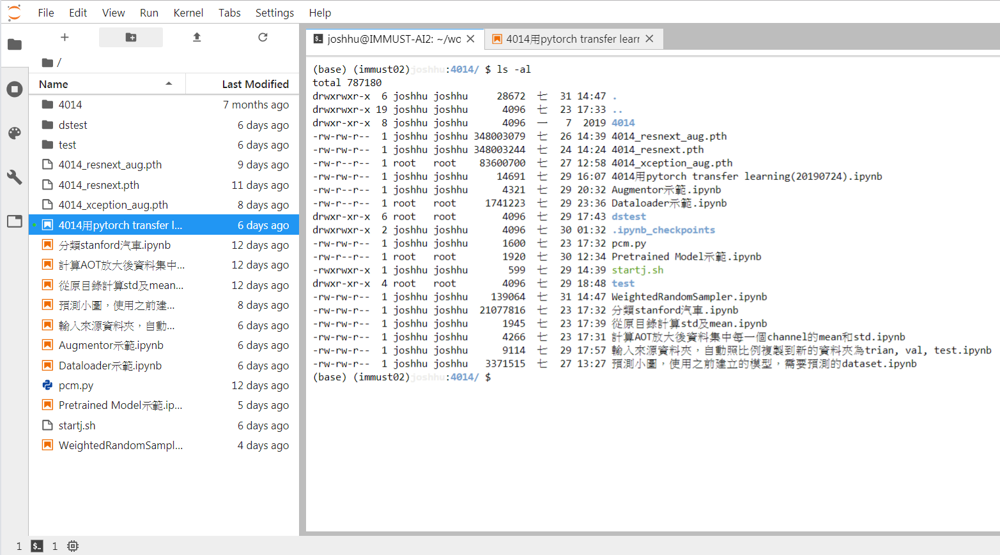 File Edit View Run Kernel Tabs Settings Help
/
Name Last Modified
4014 7 months ago
dstest 6 days ago
test 6 days ago
4014_resnext_aug.pth 9 days ago
4014_resnext.pth 11 days ago
4014_xception_aug.pth 8 days ago
4014用pytorch transfer l... 6 days ago
分類stanford汽車.ipynb 12 days ago
計算AOT放大後資料集中... 12 days ago
從原目錄計算std及mean... 12 days ago
預測小圖，使用之前建... 8 days ago
輸入來源資料夾，自動... 6 days ago
Augmentor示範.ipynb 6 days ago
Dataloader示範.ipynb 6 days ago
pcm.py 12 days ago
Pretrained Model示範.ip... 5 days ago
startj.sh 6 days ago
WeightedRandomSampl... 4 days ago
joshhu@IMMUST-AI2: ~/wo 4014用pytorch transfer learr
(base) (immust02)joshhu:4014/ $ ls -al
total 787180
drwxrwxr-x 6 joshhu joshhu 28672 七 31 14:47 .
drwxrwxr-x 19 joshhu joshhu 4096 七 23 17:33 ..
drwxr-xr-x 8 joshhu joshhu 4096 一 7 2019 4014
-rw-rw-r-- 1 joshhu joshhu 348003079 七 26 14:39 4014_resnext_aug.pth
-rw-rw-r-- 1 joshhu joshhu 348003244 七 24 14:24 4014_resnext.pth
-rw-r--r-- 1 root root 83600700 七 27 12:58 4014_xception_aug.pth
-rw-rw-r-- 1 joshhu joshhu 14691 七 29 16:07 4014用pytorch transfer learning(20190724).ipynb
-rw-r--r-- 1 joshhu joshhu 4321 七 29 20:32 Augmentor示範.ipynb
-rw-r--r-- 1 root root 1741223 七 29 23:36 Dataloader示範.ipynb
drwxr-xr-x 6 root root 4096 七 29 17:43 dstest
drwxrwxr-x 2 joshhu joshhu 4096 七 30 01:32 .ipynb_checkpoints
-rw-rw-r-- 1 joshhu joshhu 1600 七 23 17:32 pcm.py
-rw-r--r-- 1 root root 1920 七 30 12:34 Pretrained Model示範.ipynb
-rwxrwxr-x 1 joshhu joshhu 599 七 29 14:39 startj.sh
drwxr-xr-x 4 root root 4096 七 29 18:48 test
-rw-rw-r-- 1 joshhu joshhu 139064 七 31 14:47 WeightedRandomSampler.ipynb
-rw-rw-r-- 1 joshhu joshhu 21077816 七 23 17:32 分類stanford汽車.ipynb
-rw-rw-r-- 1 joshhu joshhu 1945 七 23 17:39 從原目錄計算std及mean.ipynb
-rw-rw-r-- 1 joshhu joshhu 4266 七 23 17:31 計算AOT放大後資料集中每一個channel的mean和std.ipynb
-rw-rw-r-- 1 joshhu joshhu 9114 七 29 17:57 輸入來源資料夾，自動照比例複製到新的資料夾為trian, val, test.ipynb
-rw-rw-r-- 1 joshhu joshhu 3371515 七 27 13:27 預測小圖，使用之前建立的模型，需要預測的dataset.ipynb
(base) (immust02)joshhu:4014/ $
1 1